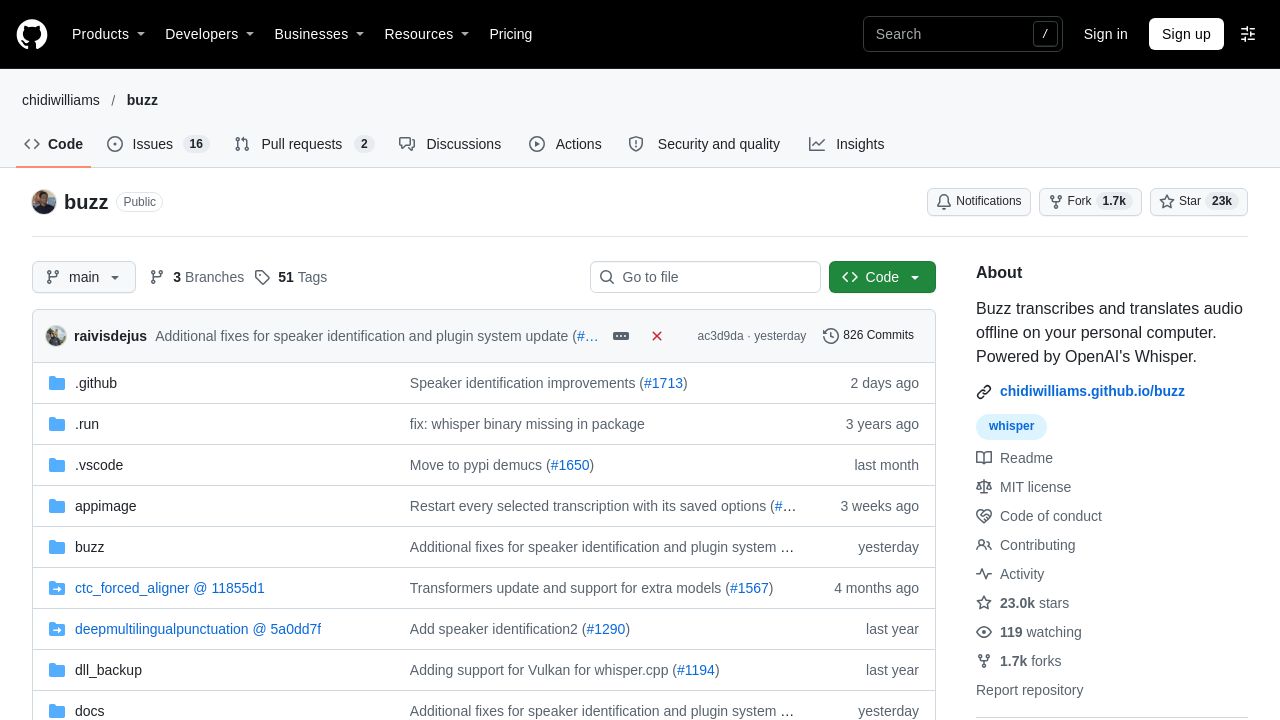 Products Developers Businesses Resources Pricing Search / Sign in Sign up
chidiwilliams / buzz
Code Issues 16 Pull requests 2 Discussions Actions Security and quality Insights
buzz Public Notifications Fork 1.7k Star 23k
main 3 Branches 51 Tags Go to file Code
raivisdejus Additional fixes for speaker identification and plugin system update (#… ac3d9da · yesterday 826 Commits
.github Speaker identification improvements (#1713) 2 days ago
.run fix: whisper binary missing in package 3 years ago
.vscode Move to pypi demucs (#1650) last month
appimage Restart every selected transcription with its saved options (#… 3 weeks ago
buzz Additional fixes for speaker identification and plugin system … yesterday
ctc_forced_aligner @ 11855d1 Transformers update and support for extra models (#1567) 4 months ago
deepmultilingualpunctuation @ 5a0dd7f Add speaker identification2 (#1290) last year
dll_backup Adding support for Vulkan for whisper.cpp (#1194) last year
docs Additional fixes for speaker identification and plugin system … yesterday
About
Buzz transcribes and translates audio
offline on your personal computer.
Powered by OpenAI's Whisper.
chidiwilliams.github.io/buzz
whisper
Readme
MIT license
Code of conduct
Contributing
Activity
23.0k stars
119 watching
1.7k forks
Report repository